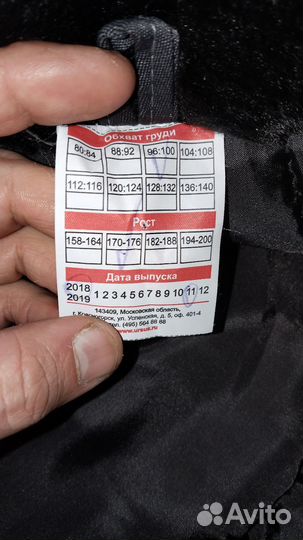 Обхват груди
80:84 88:92 96:100 104:108
112:116 120:124 128:132 136:140
Рост
158-164 170-176 182-188 194-200
Дата выпуска
2018
2019 1 2 3 4 5 6 7 8 9 10 11 12
143409, Московская область,
г. Красногорск, ул. Успенская, д. 5, оф. 401-4
тел. (495) 564 88 68
www.ursus.ru
Avito